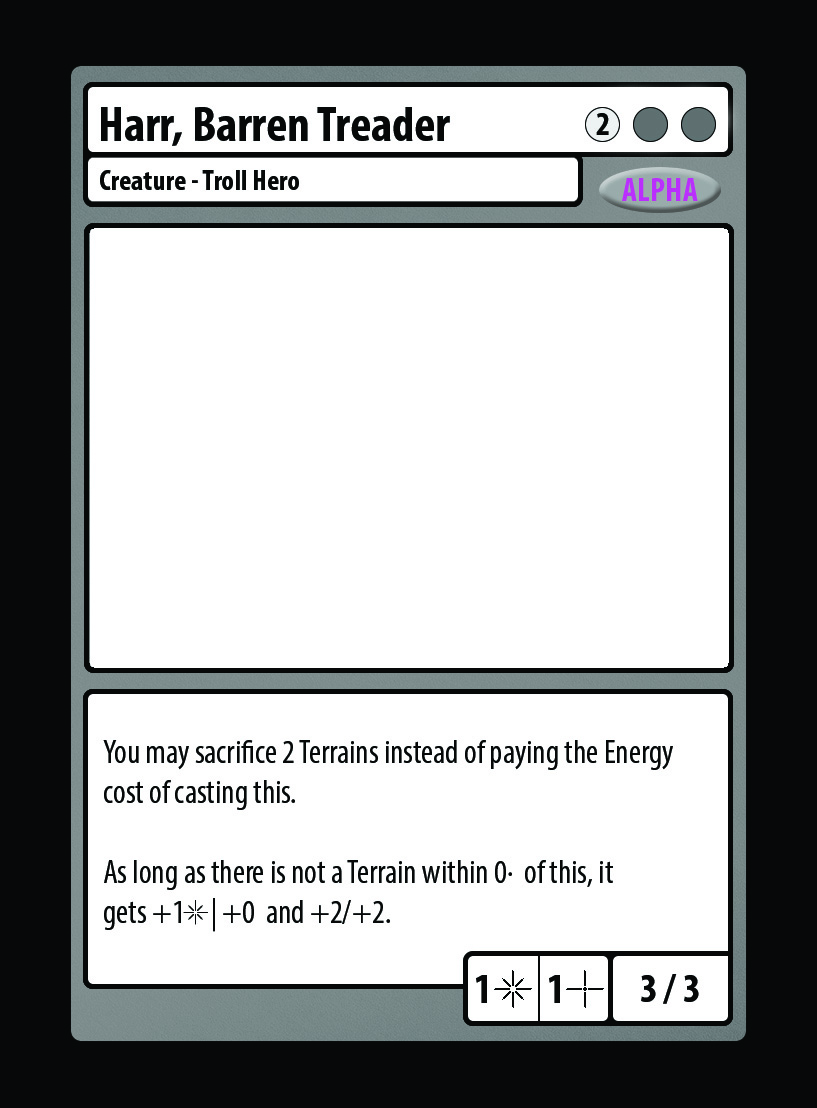 Harr, Barren Treader 2
Creature - Troll Hero
ALPHA
You may sacrifice 2 Terrains instead of paying the Energy
cost of casting this.
As long as there is not a Terrain within 0· of this, it
gets +1✳|+0 and +2/+2.
1✳ 1┼ 3 / 3